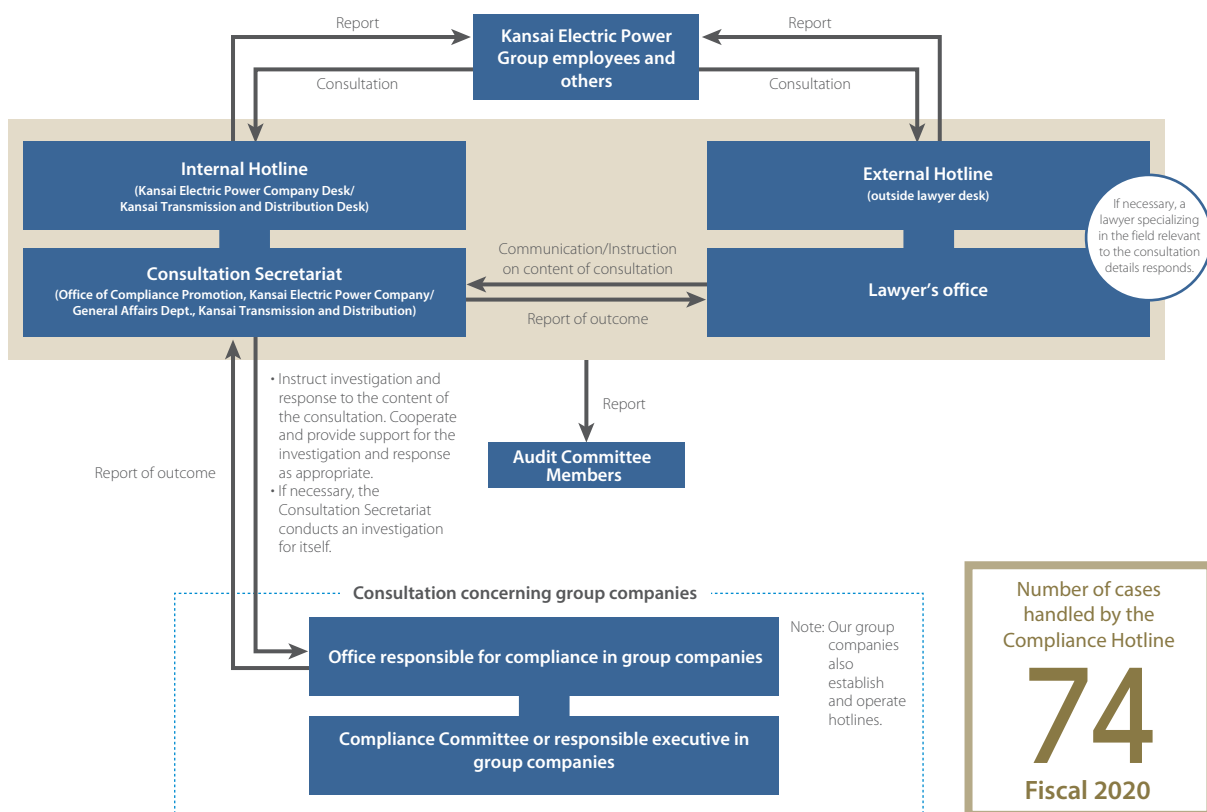 Report
Kansai Electric Power
Group employees and
others
Report
Consultation
Consultation
Internal Hotline
(Kansai Electric Power Company Desk/
Kansai Transmission and Distribution Desk)
External Hotline
(outside lawyer desk)
If necessary, a
lawyer specializing
in the field relevant
to the consultation
details responds.
Consultation Secretariat
(Office of Compliance Promotion, Kansai Electric Power Company/
General Affairs Dept., Kansai Transmission and Distribution)
Communication/Instruction
on content of consultation
Report of outcome
Lawyer's office
• Instruct investigation and
response to the content of
the consultation. Cooperate
and provide support for the
investigation and response
as appropriate.
• If necessary, the
Consultation Secretariat
conducts an investigation
for itself.
Report of outcome
Report
Audit Committee
Members
Consultation concerning group companies
Office responsible for compliance in group companies
Compliance Committee or responsible executive in
group companies
Note: Our group
companies
also
establish
and operate
hotlines.
Number of cases
handled by the
Compliance Hotline
74
Fiscal 2020